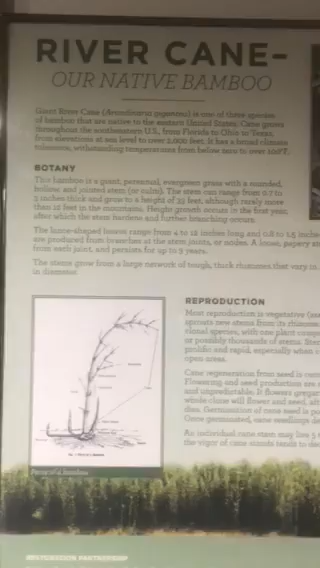 RIVER CANE–
OUR NATIVE BAMBOO
Giant River Cane (Arundinaria gigantea) is one of three species
of bamboo that are native to the eastern United States. Cane grows
throughout the southeastern U.S., from Florida to Ohio to Texas,
from elevations at sea level to over 2,000 feet. It has a broad climate
tolerance, withstanding temperatures from below zero to over 100°F.
BOTANY
This bamboo is a giant, perennial, evergreen grass with a rounded,
hollow and jointed stem (or culm). The stem can range from 0.7 to
3 inches thick and grow to a height of 33 feet, although rarely more
than 12 feet in the mountains. Height growth occurs in the first year,
after which the stem hardens and further branching occurs.
The lance-shaped leaves range from 4 to 12 inches long and 0.8 to 1.5 inche
are produced from branches at the stem joints, or nodes. A loose, papery
from each joint, and persists for up to 2 years.
The stems grow from a large network of tough, thick rhizomes that vary in
in diameter.
REPRODUCTION
Most reproduction is vegetative
sprouts new stems from its rhizomes
clonal species, with one plant
or possibly thousands of stems.
prolific and rapid, especially when
open areas.
Cane regeneration from seed is
Flowering and seed production are
and unpredictable. It flowers
whole clone will flower and seed,
dies. Germination of cane seed is
Once germinated, cane seedlings
An individual cane stem may live
the vigor of cane stands tends to
Parts of a bamboo